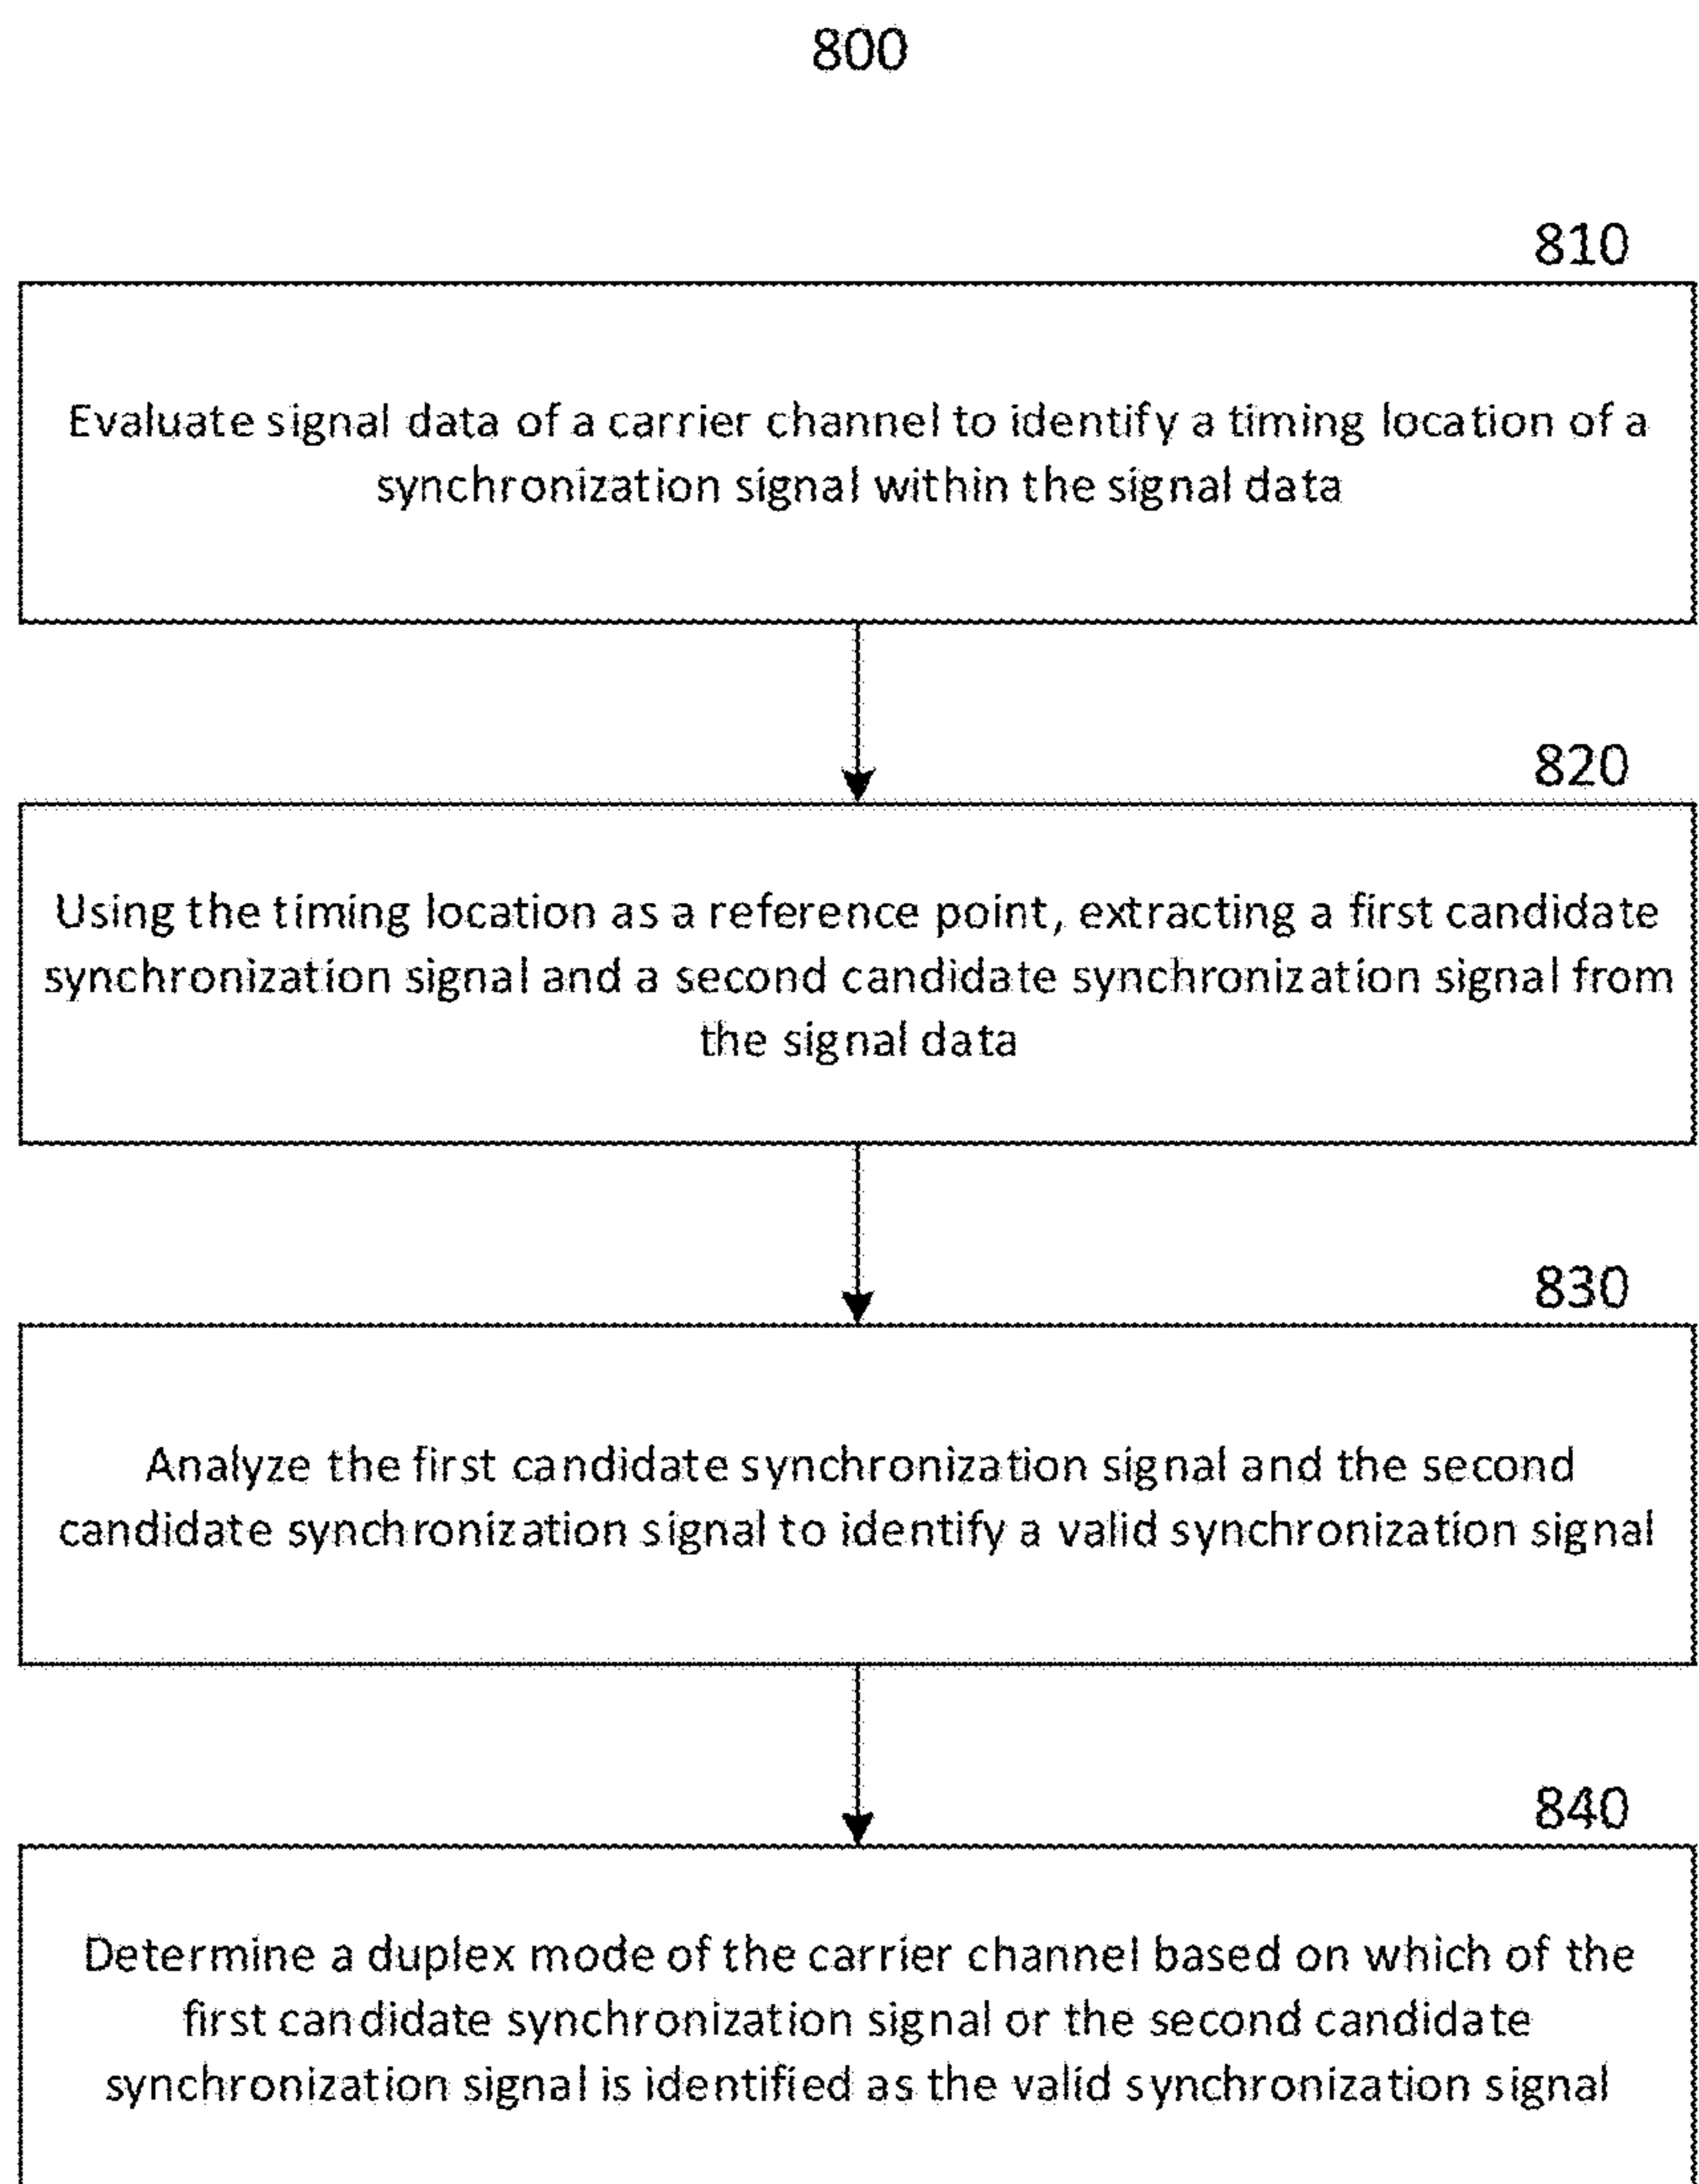 800
810
Evaluate signal data of a carrier channel to identify a timing location of a
synchronization signal within the signal data
820
Using the timing location as a reference point, extracting a first candidate
synchronization signal and a second candidate synchronization signal from
the signal data
830
Analyze the first candidate synchronization signal and the second
candidate synchronization signal to identify a valid synchronization signal
840
Determine a duplex mode of the carrier channel based on which of the
first candidate synchronization signal or the second candidate
synchronization signal is identified as the valid synchronization signal